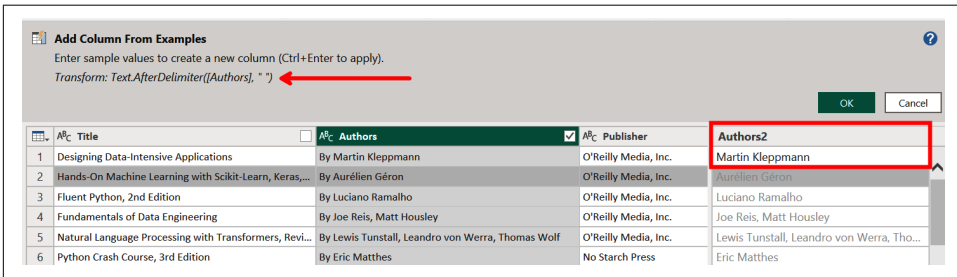 Add Column From Examples
Enter sample values to create a new column (Ctrl+Enter to apply).
Transform: Text.AfterDelimiter([Authors], " ")
OK Cancel
ABC Title ABC Authors ABC Publisher Authors2
1 Designing Data-Intensive Applications By Martin Kleppmann O'Reilly Media, Inc. Martin Kleppmann
2 Hands-On Machine Learning with Scikit-Learn, Keras,... By Aurélien Géron O'Reilly Media, Inc. Aurélien Géron
3 Fluent Python, 2nd Edition By Luciano Ramalho O'Reilly Media, Inc. Luciano Ramalho
4 Fundamentals of Data Engineering By Joe Reis, Matt Housley O'Reilly Media, Inc. Joe Reis, Matt Housley
5 Natural Language Processing with Transformers, Revi... By Lewis Tunstall, Leandro von Werra, Thomas Wolf O'Reilly Media, Inc. Lewis Tunstall, Leandro von Werra, Tho...
6 Python Crash Course, 3rd Edition By Eric Matthes No Starch Press Eric Matthes